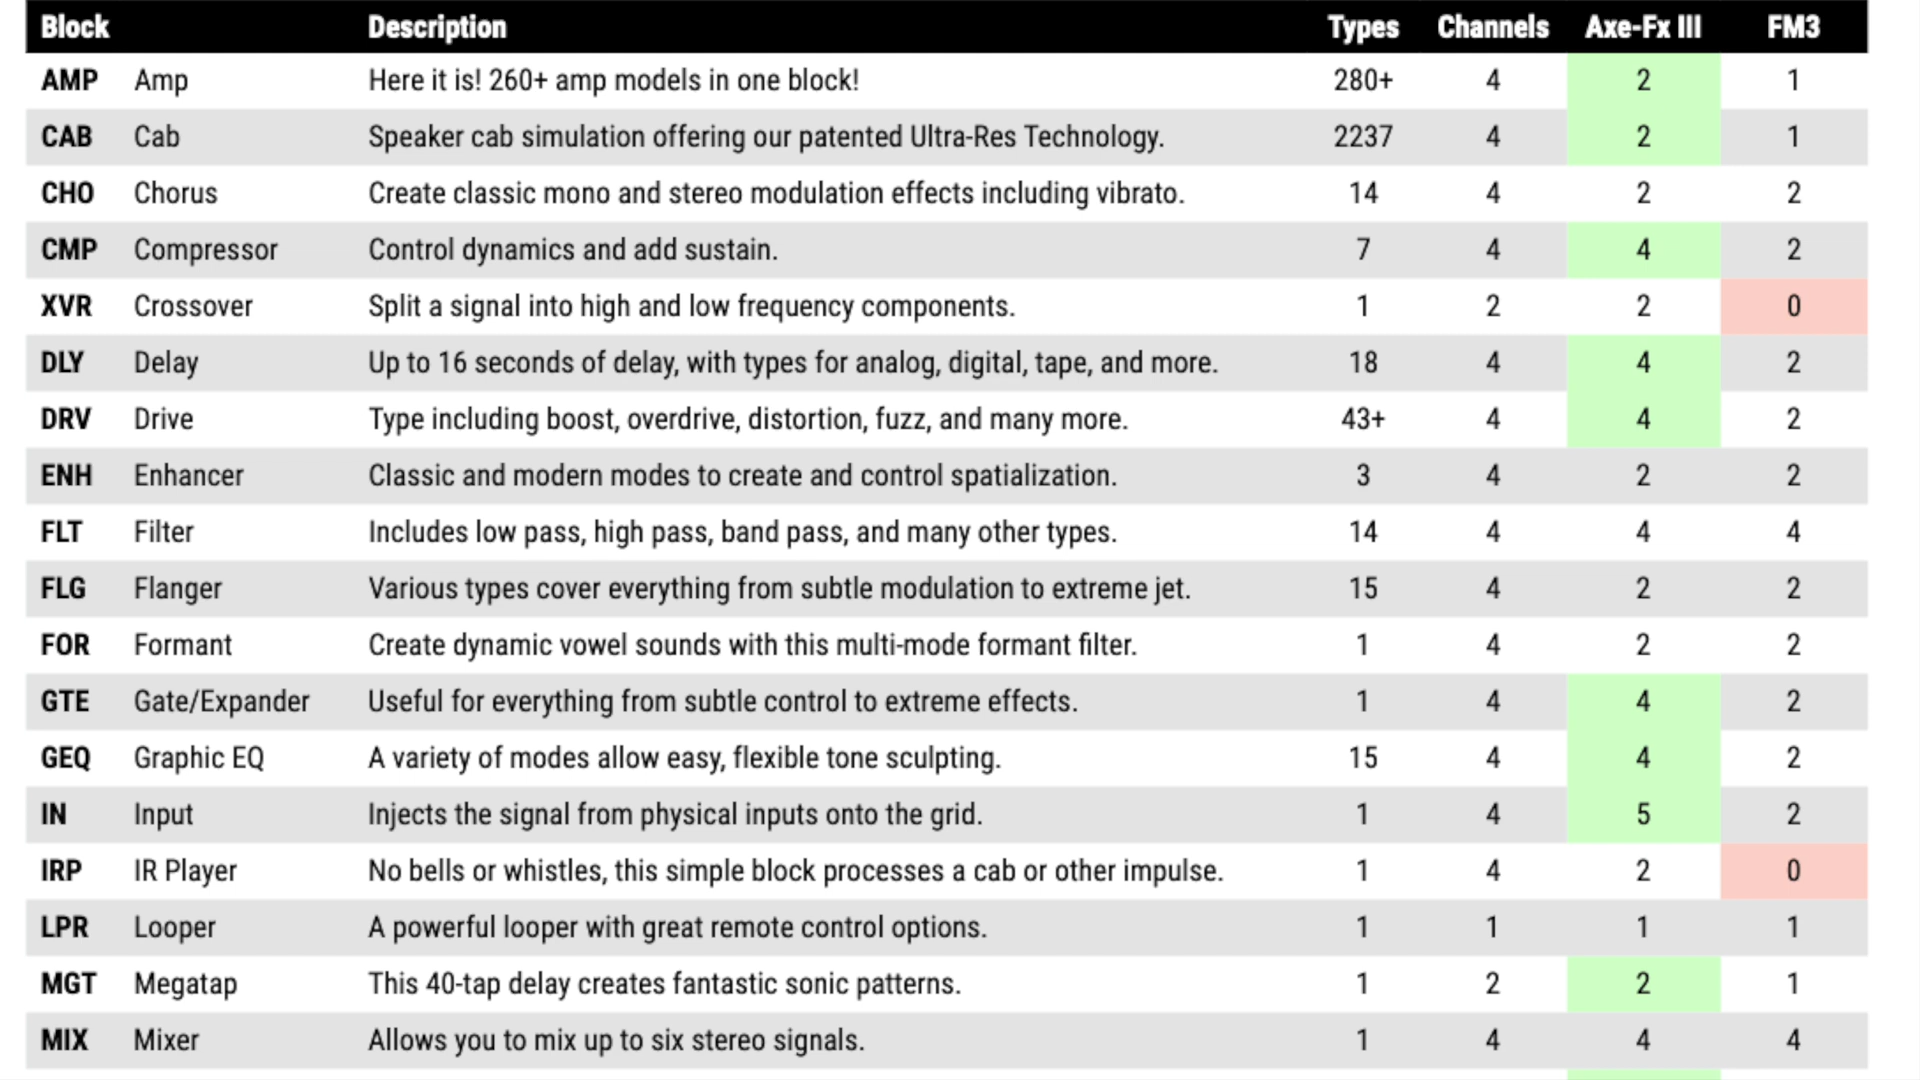 Block Description Types Channels Axe-Fx III FM3
AMP Amp Here it is! 260+ amp models in one block! 280+ 4 2 1
CAB Cab Speaker cab simulation offering our patented Ultra-Res Technology. 2237 4 2 1
CHO Chorus Create classic mono and stereo modulation effects including vibrato. 14 4 2 2
CMP Compressor Control dynamics and add sustain. 7 4 4 2
XVR Crossover Split a signal into high and low frequency components. 1 2 2 0
DLY Delay Up to 16 seconds of delay, with types for analog, digital, tape, and more. 18 4 4 2
DRV Drive Type including boost, overdrive, distortion, fuzz, and many more. 43+ 4 4 2
ENH Enhancer Classic and modern modes to create and control spatialization. 3 4 2 2
FLT Filter Includes low pass, high pass, band pass, and many other types. 14 4 4 4
FLG Flanger Various types cover everything from subtle modulation to extreme jet. 15 4 2 2
FOR Formant Create dynamic vowel sounds with this multi-mode formant filter. 1 4 2 2
GTE Gate/Expander Useful for everything from subtle control to extreme effects. 1 4 4 2
GEQ Graphic EQ A variety of modes allow easy, flexible tone sculpting. 15 4 4 2
IN Input Injects the signal from physical inputs onto the grid. 1 4 5 2
IRP IR Player No bells or whistles, this simple block processes a cab or other impulse. 1 4 2 0
LPR Looper A powerful looper with great remote control options. 1 1 1 1
MGT Megatap This 40-tap delay creates fantastic sonic patterns. 1 2 2 1
MIX Mixer Allows you to mix up to six stereo signals. 1 4 4 4